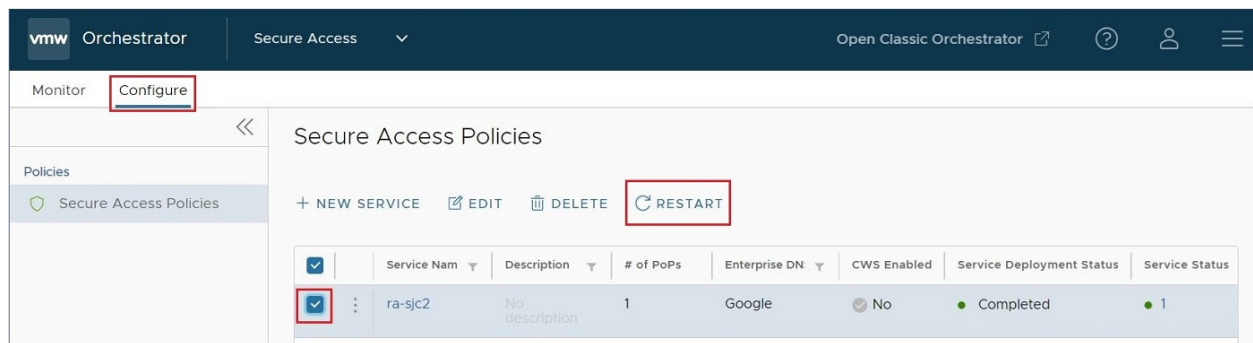 vmw Orchestrator Secure Access Open Classic Orchestrator
Monitor Configure
Secure Access Policies
Policies
Secure Access Policies
+ NEW SERVICE EDIT DELETE RESTART
Service Nam Description # of PoPs Enterprise DN CWS Enabled Service Deployment Status Service Status
ra-sjc2 No description 1 Google No Completed 1